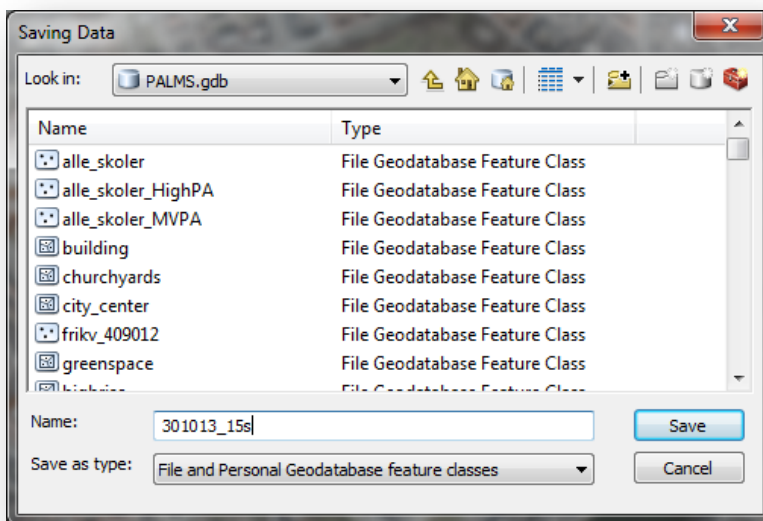 Saving Data
Look in: PALMS.gdb
Name Type
alle_skoler File Geodatabase Feature Class
alle_skoler_HighPA File Geodatabase Feature Class
alle_skoler_MVPA File Geodatabase Feature Class
building File Geodatabase Feature Class
churchyards File Geodatabase Feature Class
city_center File Geodatabase Feature Class
frikv_409012 File Geodatabase Feature Class
greenspace File Geodatabase Feature Class
Name: 301013_15s Save
Save as type: File and Personal Geodatabase feature classes Cancel